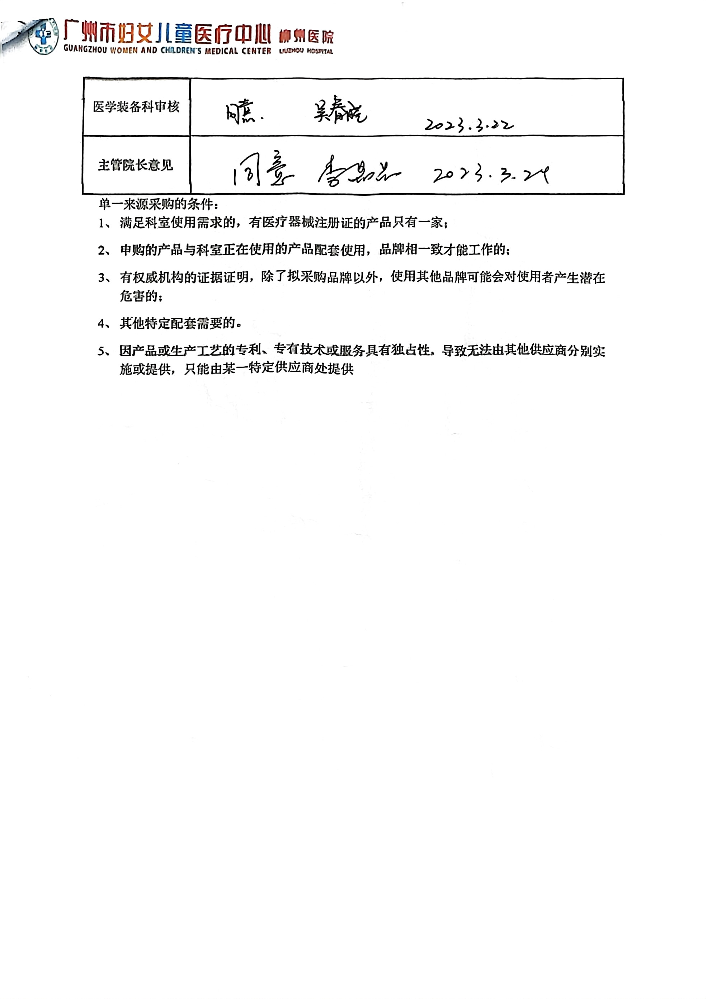 广州市妇女儿童医疗中心 柳州医院
GUANGZHOU WOMEN AND CHILDREN'S MEDICAL CENTER LIUZHOU HOSPITAL
医学装备科审核 同意. 吴春晓 2023.3.22
主管院长意见 同意 李 2023.3.24
单一来源采购的条件：
1、满足科室使用需求的，有医疗器械注册证的产品只有一家；
2、申购的产品与科室正在使用的产品配套使用，品牌相一致才能工作的；
3、有权威机构的证据证明，除了拟采购品牌以外，使用其他品牌可能会对使用者产生潜在
危害的；
4、其他特定配套需要的。
5、因产品或生产工艺的专利、专有技术或服务具有独占性，导致无法由其他供应商分别实
施或提供，只能由某一特定供应商处提供